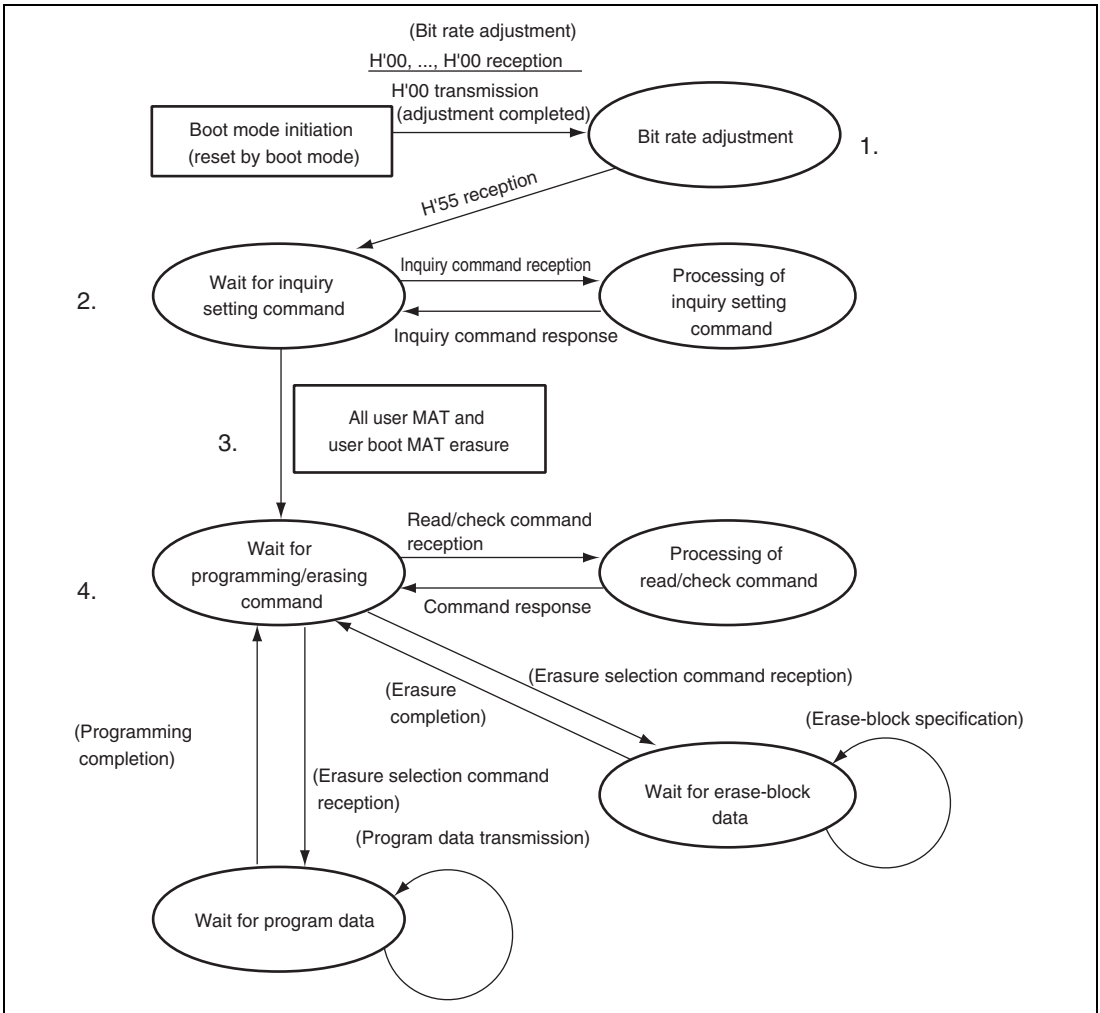 (Bit rate adjustment)
H'00, ..., H'00 reception
H'00 transmission
(adjustment completed)
Boot mode initiation
(reset by boot mode)
Bit rate adjustment
1.
H'55 reception
2.
Wait for inquiry
setting command
Inquiry command reception
Inquiry command response
Processing of
inquiry setting
command
3.
All user MAT and
user boot MAT erasure
4.
Wait for
programming/erasing
command
Read/check command
reception
Command response
Processing of
read/check command
(Erasure selection command reception)
(Erasure
completion)
(Erase-block specification)
(Programming
completion)
(Erasure selection command
reception)
Wait for erase-block
data
(Program data transmission)
Wait for program data